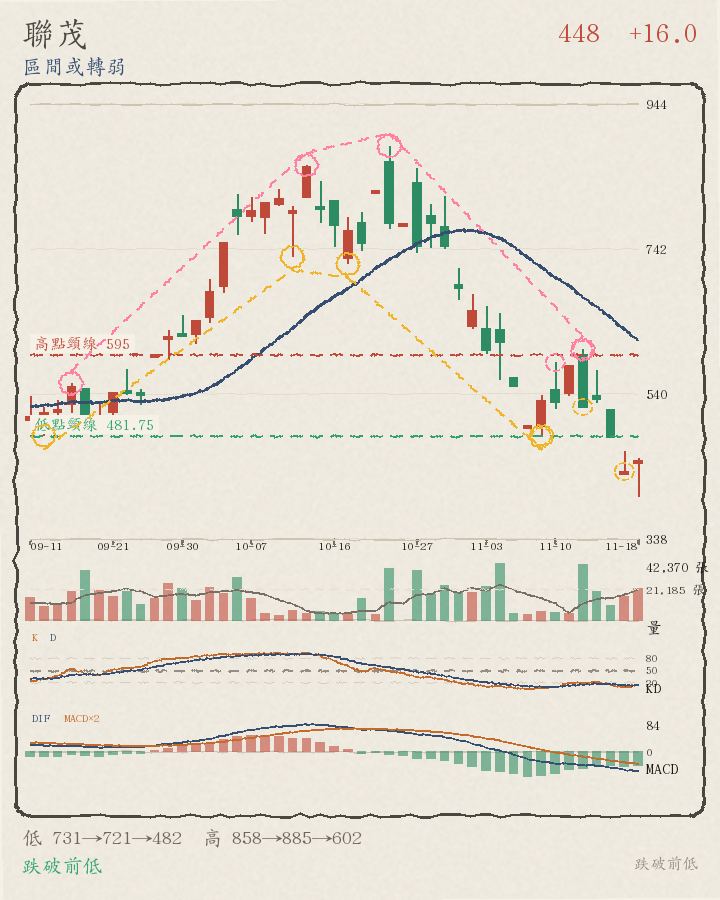 聯茂
448 +16.0
區間或轉弱
944
742
高點頸線 595
540
低點頸線 481.75
338
09-11 09-21 09-30 10-07 10-16 10-27 11-03 11-10 11-18
42,370 張
21,185 張
量
K D
80
50
20
KD
DIF MACD×2
84
0
MACD
低 731→721→482 高 858→885→602
跌破前低
跌破前低